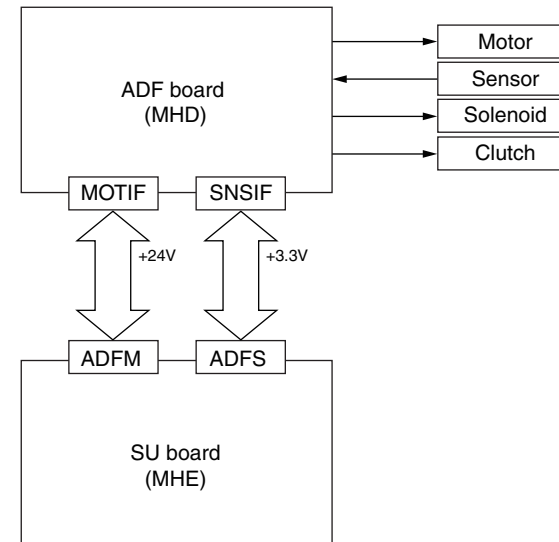 Motor
Sensor
Solenoid
Clutch
ADF board
(MHD)
MOTIF
SNSIF
+24V
+3.3V
ADFM
ADFS
SU board
(MHE)